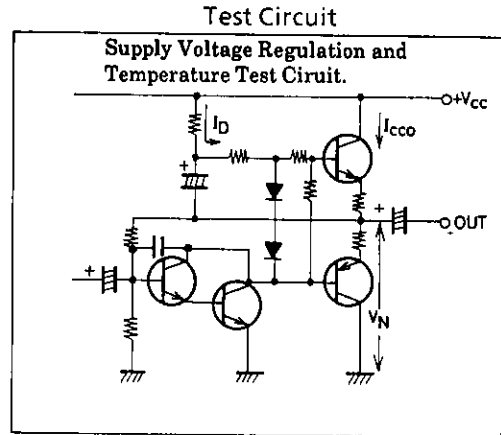 Test Circuit
Supply Voltage Regulation and
Temperature Test Ciruit.
+VCC
ID
ICCO
+
+
OUT
+
VN